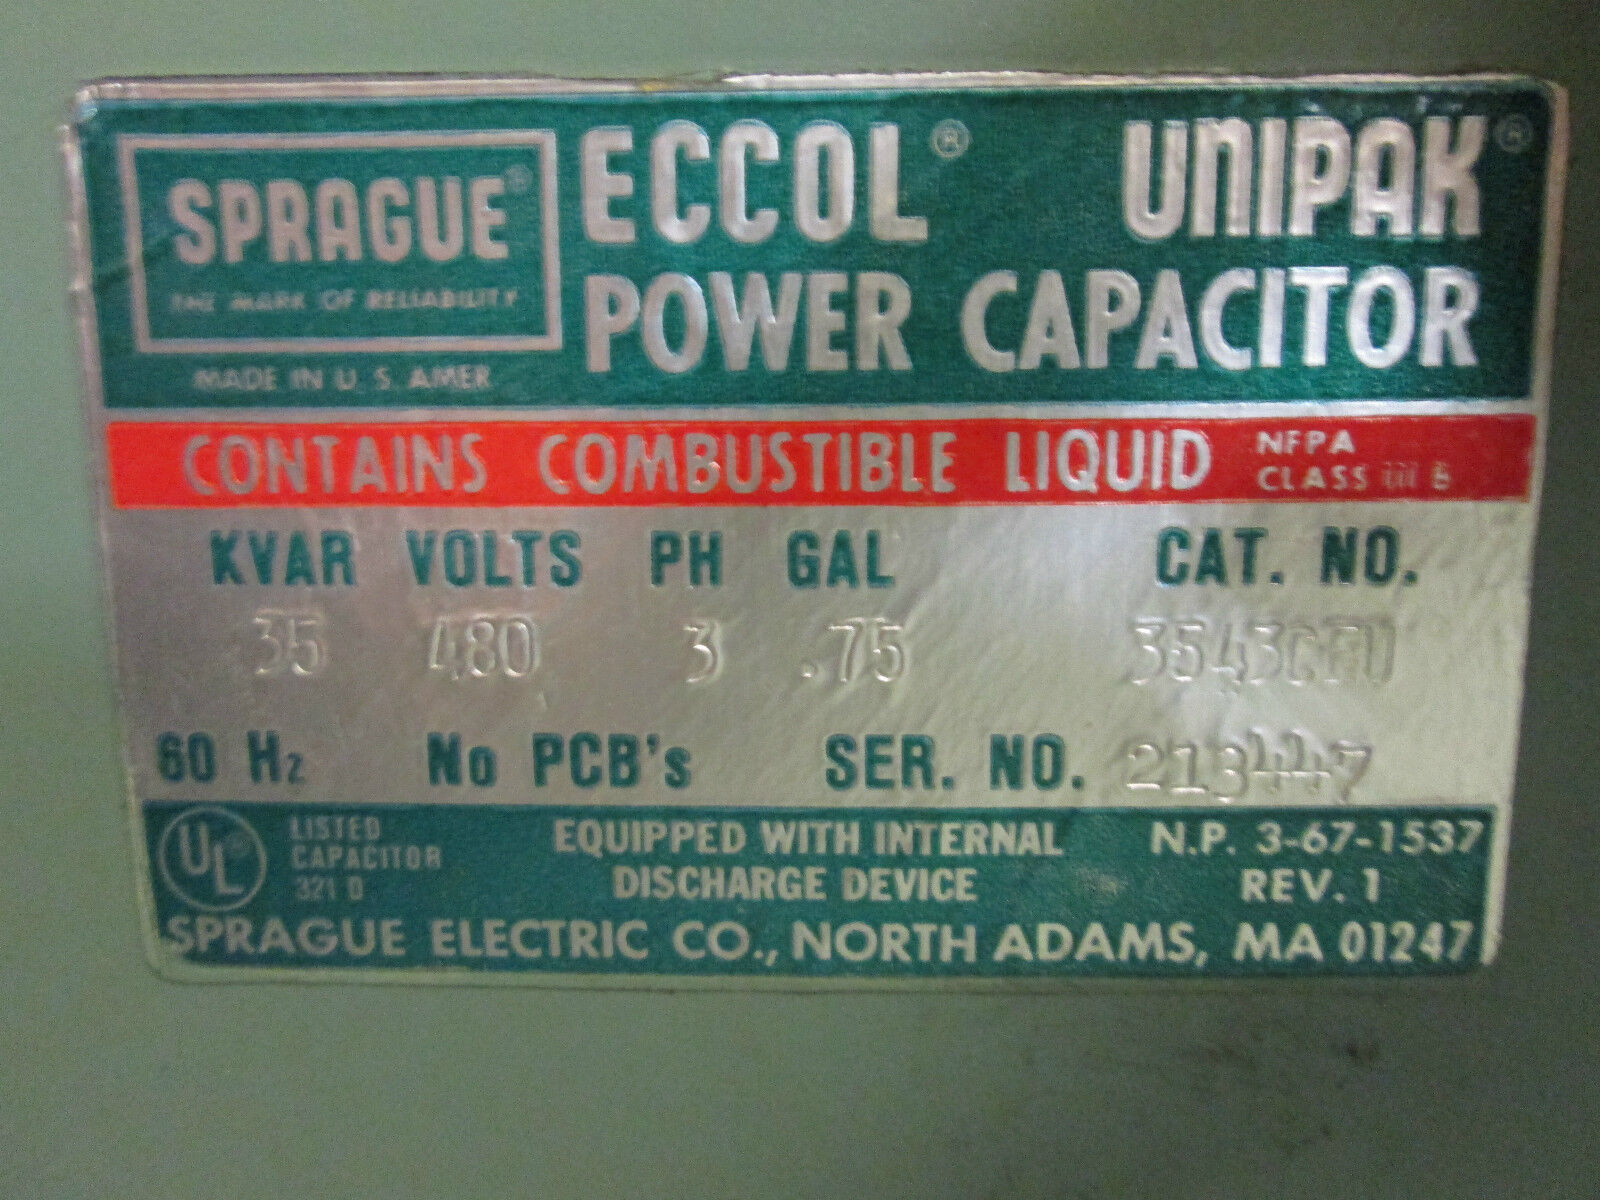 SPRAGUE®
THE MARK OF RELIABILITY
MADE IN U. S. AMER
ECCOL® UNIPAK®
POWER CAPACITOR
CONTAINS COMBUSTIBLE LIQUID NFPA
CLASS III B
KVAR VOLTS PH GAL CAT. NO.
35 480 3 .75
60 Hz No PCB's SER. NO. 213447
UL®
LISTED
CAPACITOR
321 D
EQUIPPED WITH INTERNAL
DISCHARGE DEVICE
N.P. 3-67-1537
REV. 1
SPRAGUE ELECTRIC CO., NORTH ADAMS, MA 01247